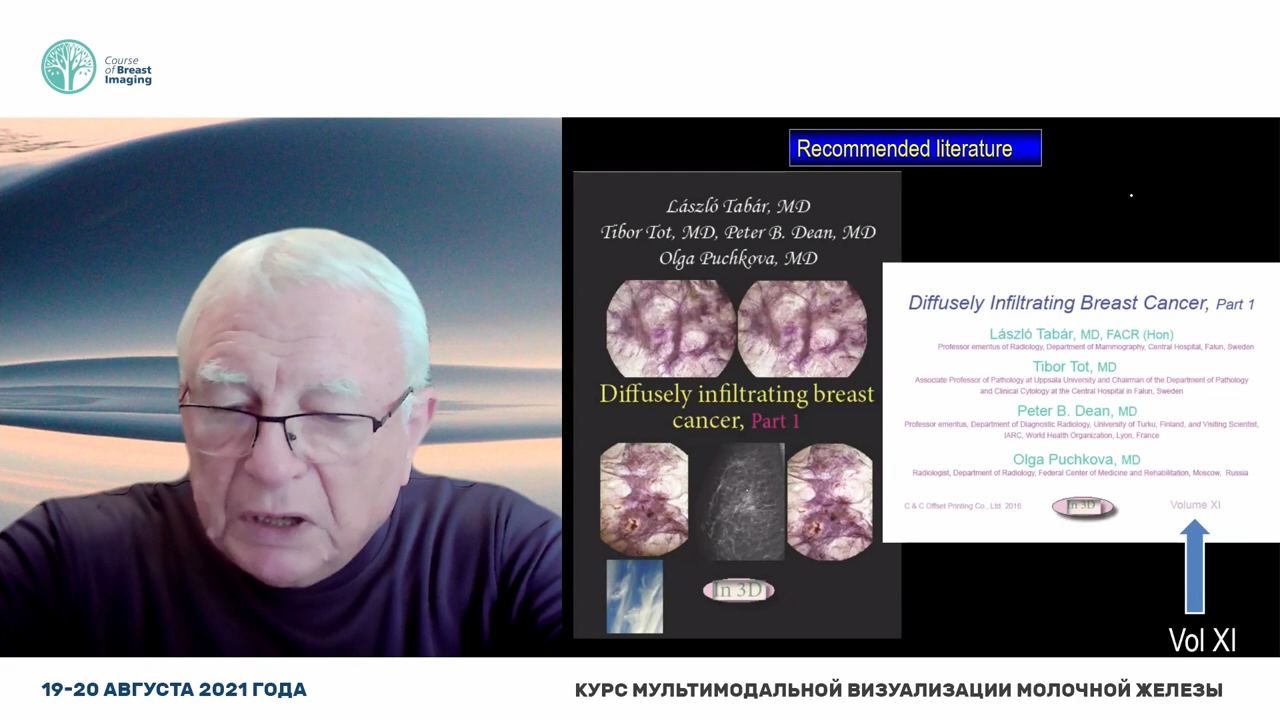 Course
of Breast
Imaging
Recommended literature
László Tabár, MD
Tibor Tot, MD, Peter B. Dean, MD
Olga Puchkova, MD
Diffusely infiltrating breast
cancer, Part 1
In 3D
Diffusely Infiltrating Breast Cancer, Part 1
László Tabár, MD, FACR (Hon)
Professor emeritus of Radiology, Department of Mammography, Central Hospital, Falun, Sweden
Tibor Tot, MD
Associate Professor of Pathology at Uppsala University and Chairman of the Department of Pathology
and Clinical Cytology at the Central Hospital in Falun, Sweden
Peter B. Dean, MD
Professor emeritus, Department of Diagnostic Radiology, University of Turku, Finland, and Visiting Scientist,
IARC, World Health Organization, Lyon, France
Olga Puchkova, MD
Radiologist, Department of Radiology, Federal Center of Medicine and Rehabilitation, Moscow, Russia
C & C Offset Printing Co., Ltd. 2016
In 3D
Volume XI
Vol XI
19-20 АВГУСТА 2021 ГОДА
КУРС МУЛЬТИМОДАЛЬНОЙ ВИЗУАЛИЗАЦИИ МОЛОЧНОЙ ЖЕЛЕЗЫ